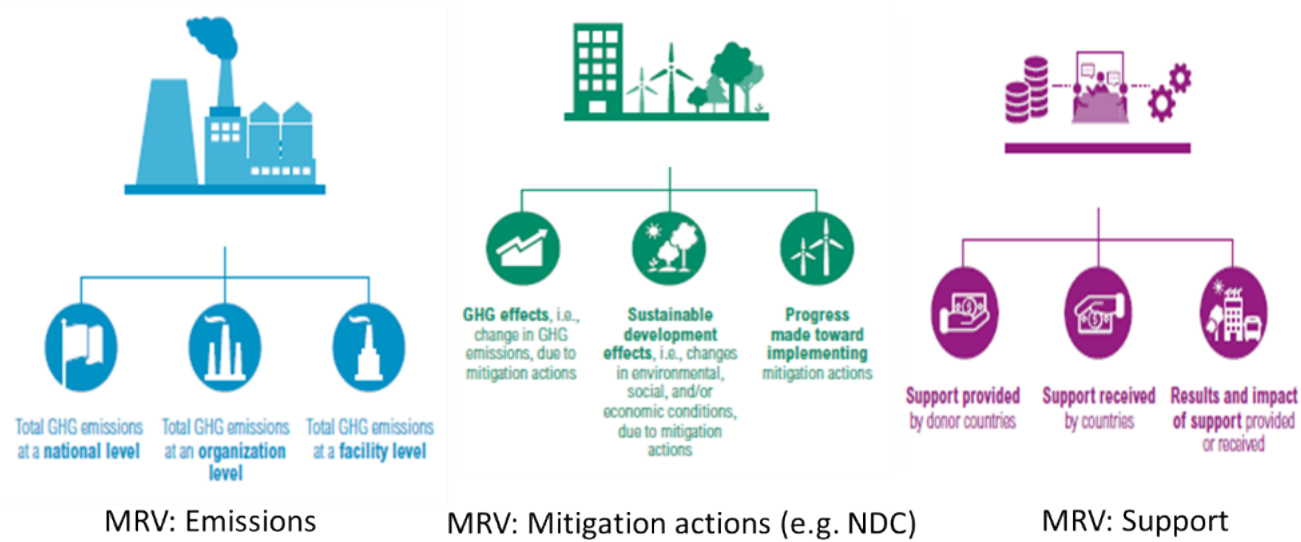 Total GHG emissions
at a national level
Total GHG emissions
at an organization
level
Total GHG emissions
at a facility level
MRV: Emissions
GHG effects, i.e.,
change in GHG
emissions, due to
mitigation actions
Sustainable
development
effects, i.e., changes
in environmental,
social, and/or
economic conditions,
due to mitigation
actions
Progress
made toward
implementing
mitigation actions
MRV: Mitigation actions (e.g. NDC)
Support provided
by donor countries
Support received
by countries
Results and impact
of support provided
or received
MRV: Support